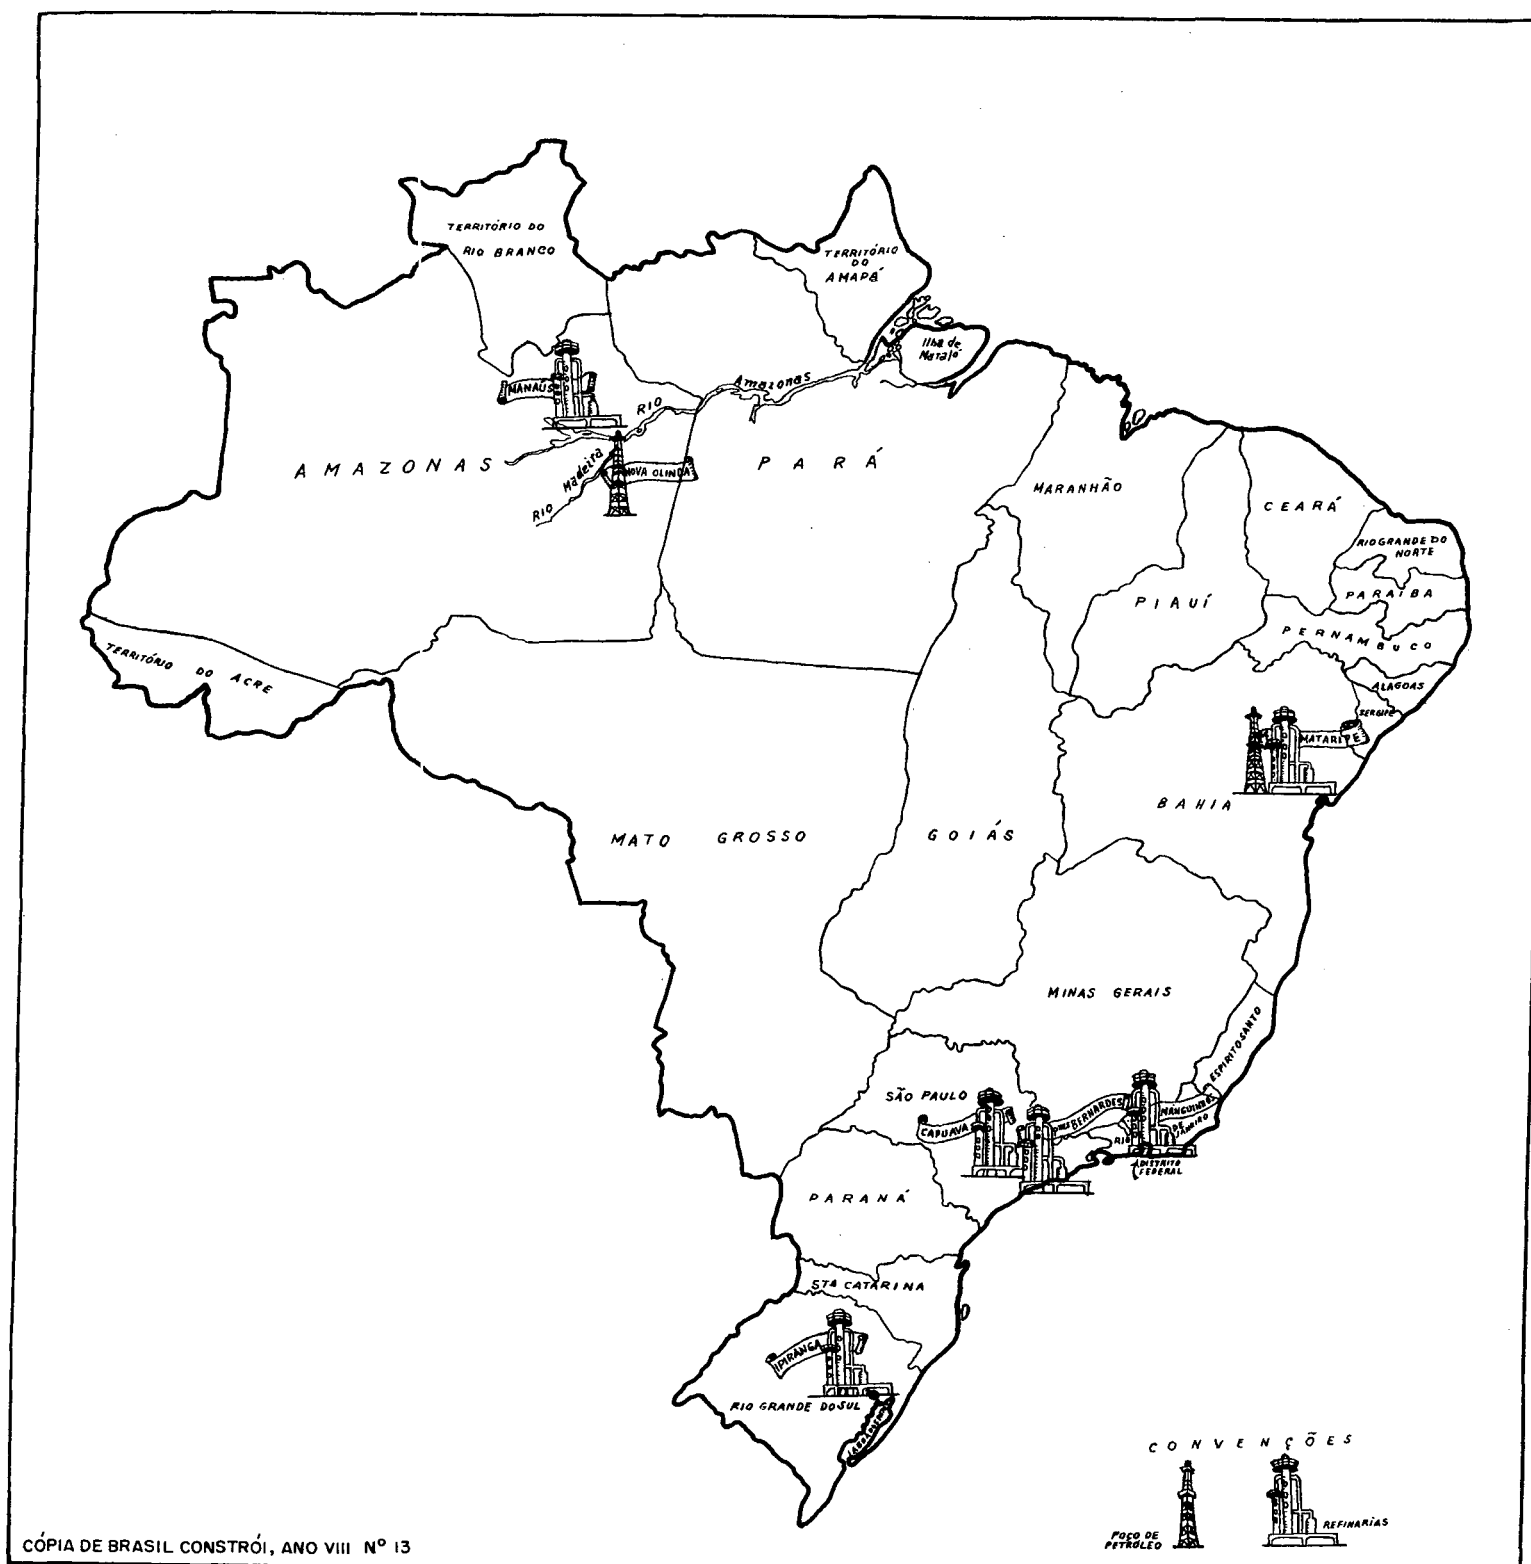 TERRITÓRIO DO
RIO BRANCO
TERRITÓRIO
DO
AMAPÁ
Ilha de
Marajó
MANAUS
RIO
Amazonas
AMAZONAS
RIO Madeira
NOVA OLINDA
PARÁ
MARANHÃO
CEARÁ
RIO GRANDE DO
NORTE
PARAÍBA
PIAUÍ
PERNAMBUCO
ALAGOAS
SERGIPE
TERRITÓRIO DO ACRE
MATARIPE
BAHIA
MATO GROSSO
GOIÁS
MINAS GERAIS
ESPIRITO SANTO
SÃO PAULO
CAPUAVA
BERNARDES
MANGUINHOS
RIO DE JANEIRO
DISTRITO
FEDERAL
PARANÁ
STA CATARINA
IPIRANGA
RIO GRANDE DO SUL
CONVENÇÕES
POÇO DE
PETRÓLEO
REFINARIAS
CÓPIA DE BRASIL CONSTRÓI, ANO VIII Nº 13